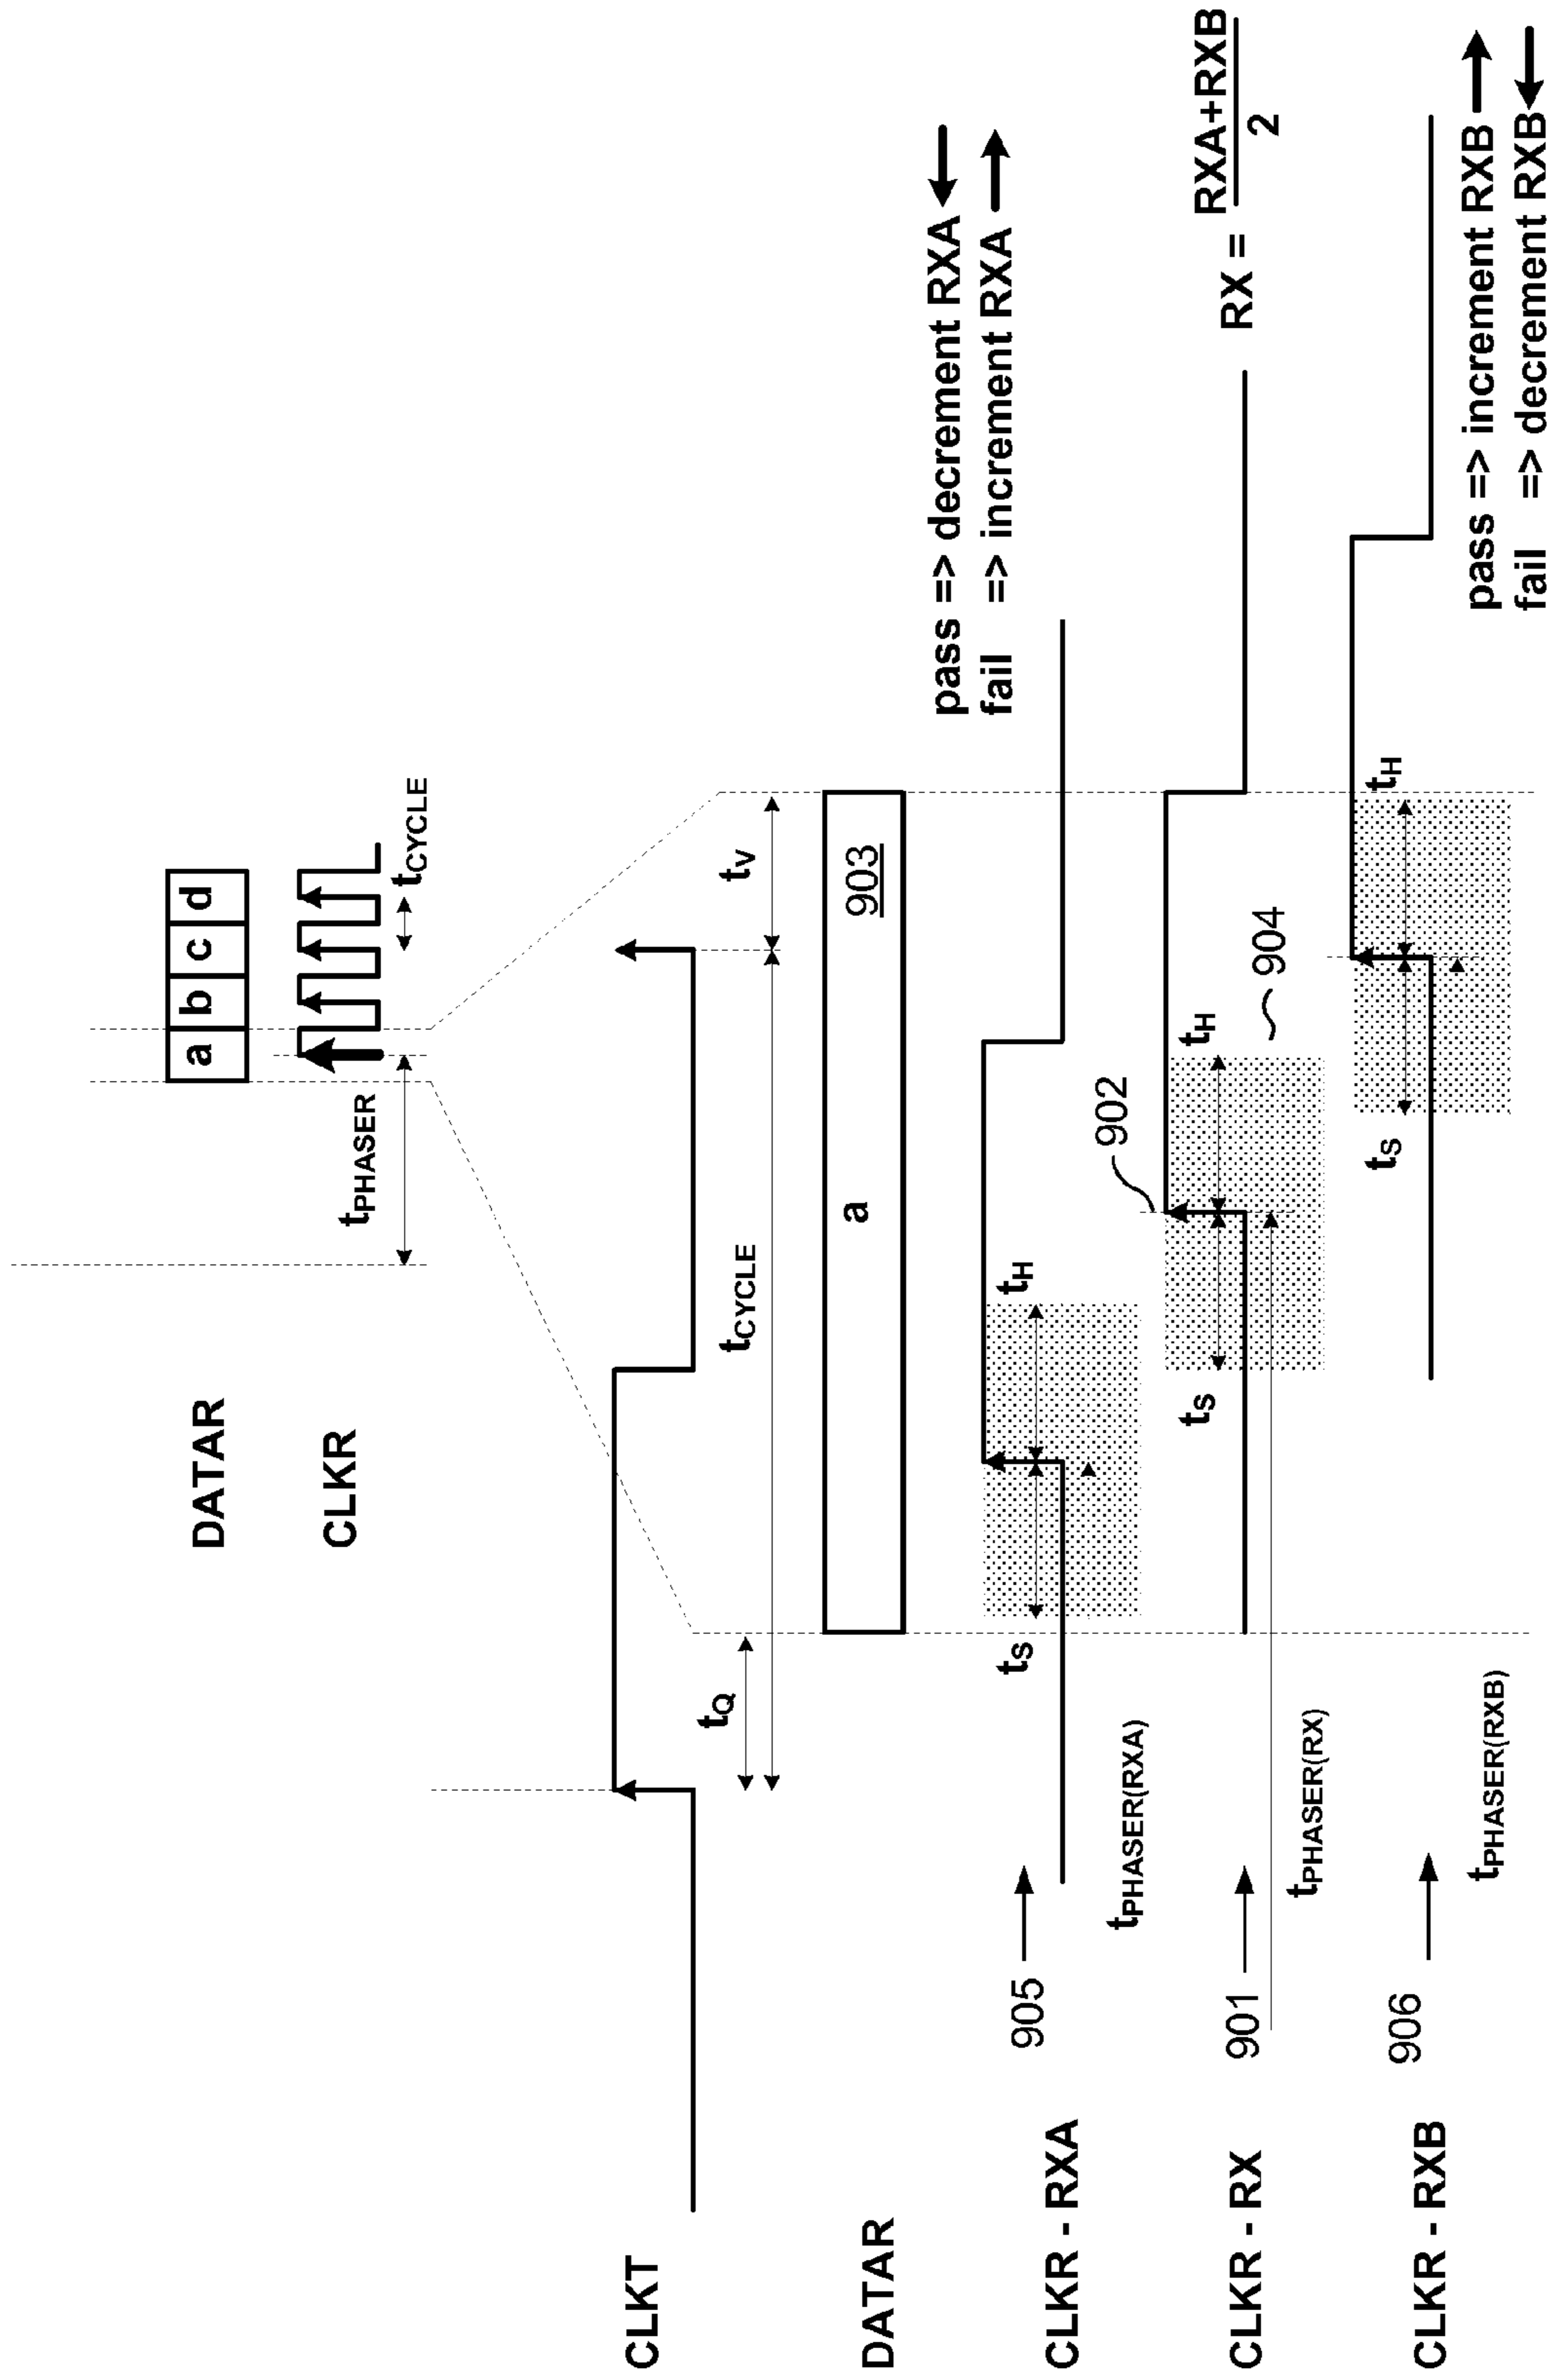 DATAR
a b c d
CLKR
tPHASER
tCYCLE
CLKT
tQ
tCYCLE
tV
DATAR
a
903
CLKR - RXA
905
tS
tH
tPHASER(RXA)
pass => decrement RXA
fail => increment RXA
CLKR - RX
901
tS
902
tH
904
tPHASER(RX)
RX = RXA+RXB
2
CLKR - RXB
906
tS
tH
tPHASER(RXB)
pass => increment RXB
fail => decrement RXB